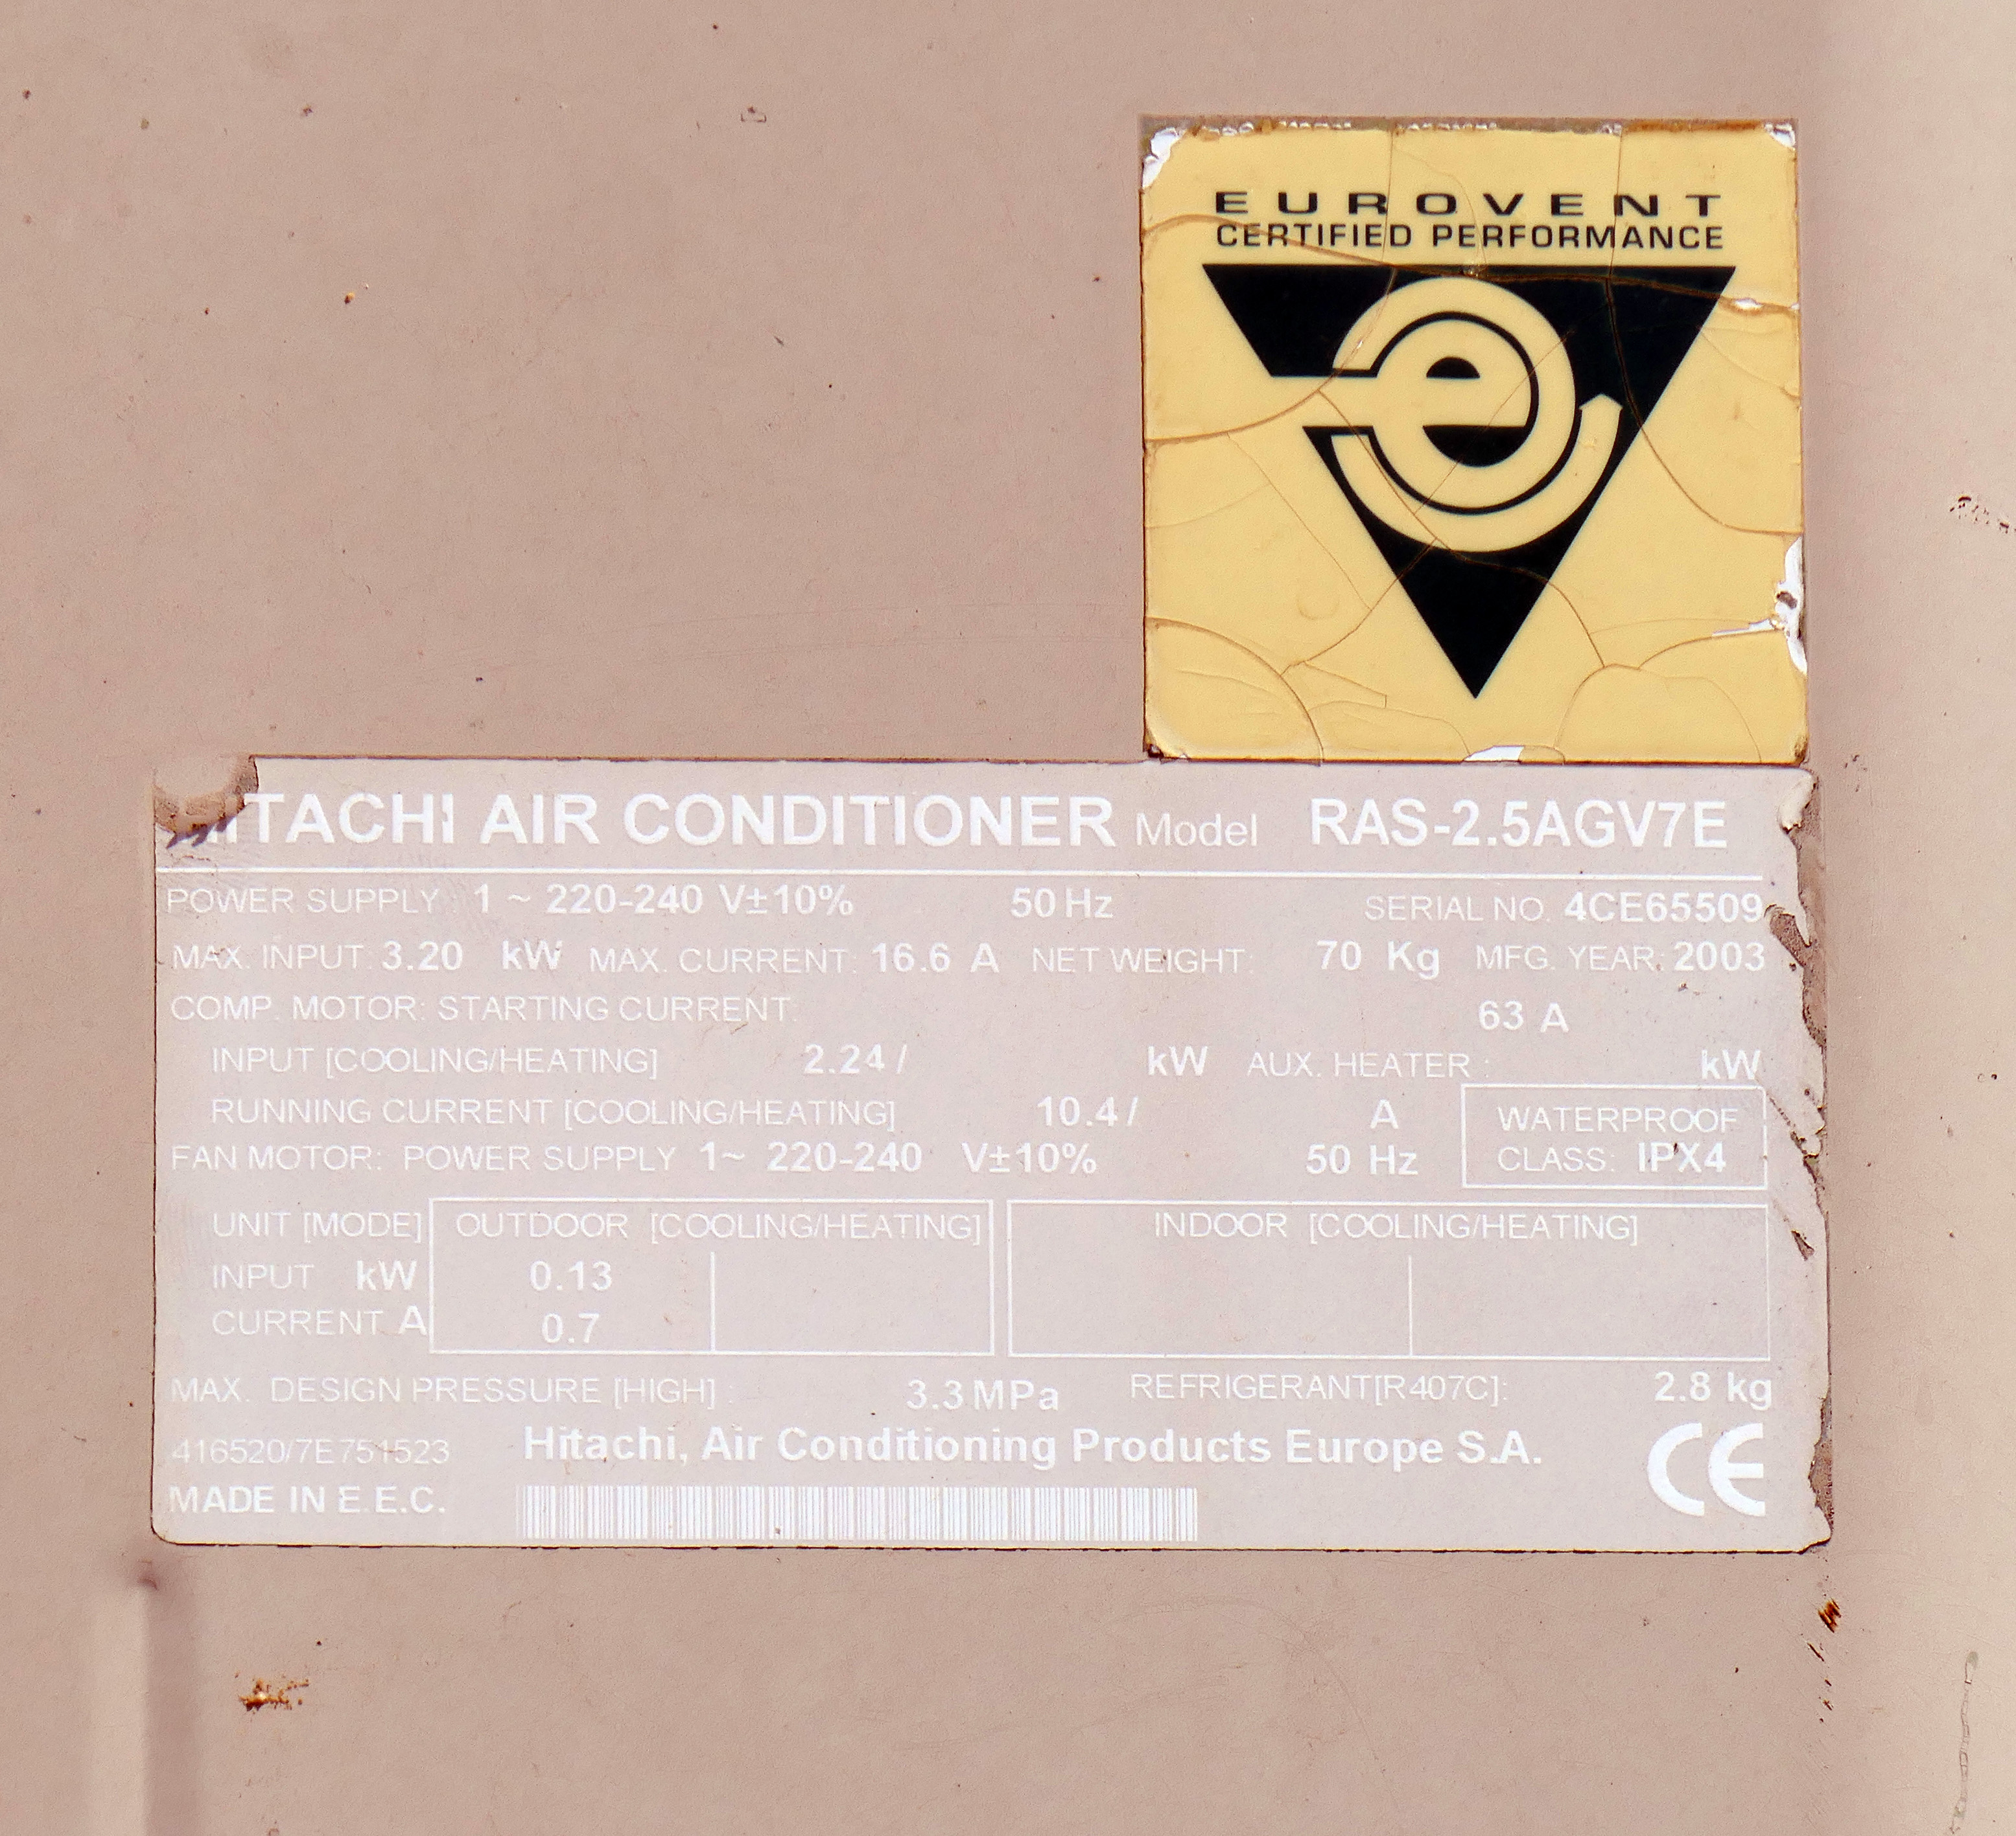 EUROVENT
CERTIFIED PERFORMANCE
e
HITACHI AIR CONDITIONER Model RAS-2.5AGV7E
POWER SUPPLY 1 ~ 220-240 V±10% 50 Hz SERIAL NO. 4CE65509
MAX. INPUT: 3.20 kW MAX. CURRENT: 16.6 A NET WEIGHT: 70 Kg MFG. YEAR: 2003
COMP. MOTOR: STARTING CURRENT: 63 A
INPUT [COOLING/HEATING] 2.24 / kW AUX. HEATER : kW
RUNNING CURRENT [COOLING/HEATING] 10.4 / A
FAN MOTOR: POWER SUPPLY 1~ 220-240 V±10% 50 Hz
WATERPROOF
CLASS: IPX4
UNIT [MODE] OUTDOOR [COOLING/HEATING] INDOOR [COOLING/HEATING]
INPUT kW 0.13
CURRENT A 0.7
MAX. DESIGN PRESSURE [HIGH] : 3.3 MPa REFRIGERANT[R407C]: 2.8 kg
416520/7E751523 Hitachi, Air Conditioning Products Europe S.A.
MADE IN E.E.C.
CE